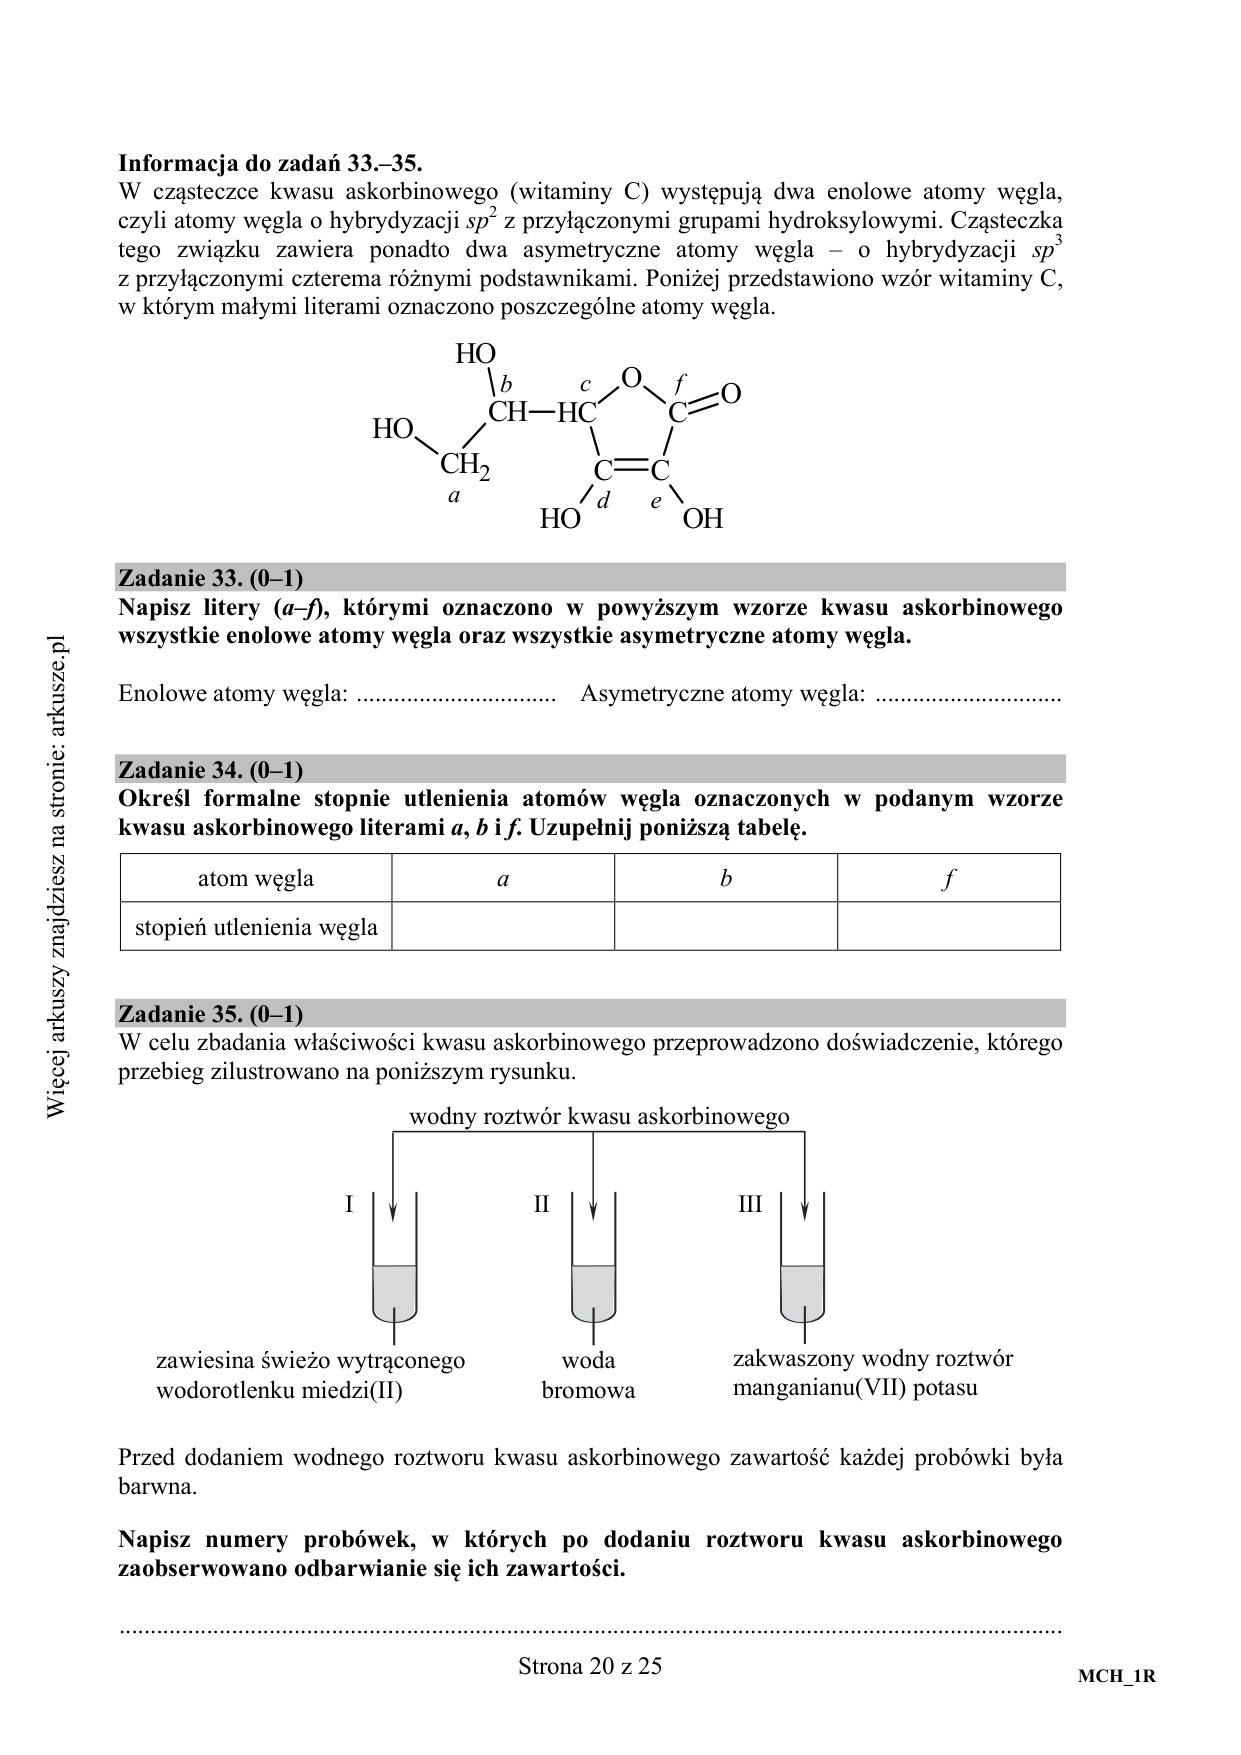 Informacja do zadań 33.–35.
W cząsteczce kwasu askorbinowego (witaminy C) występują dwa enolowe atomy węgla,
czyli atomy węgla o hybrydyzacji sp² z przyłączonymi grupami hydroksylowymi. Cząsteczka
tego związku zawiera ponadto dwa asymetryczne atomy węgla – o hybrydyzacji sp³
z przyłączonymi czterema różnymi podstawnikami. Poniżej przedstawiono wzór witaminy C,
w którym małymi literami oznaczono poszczególne atomy węgla.
HO
b c O f O
CH HC C
HO
CH₂ C C
a d e
HO OH
Zadanie 33. (0–1)
Napisz litery (a–f), którymi oznaczono w powyższym wzorze kwasu askorbinowego
wszystkie enolowe atomy węgla oraz wszystkie asymetryczne atomy węgla.
Enolowe atomy węgla: ................................ Asymetryczne atomy węgla: ..............................
Zadanie 34. (0–1)
Określ formalne stopnie utlenienia atomów węgla oznaczonych w podanym wzorze
kwasu askorbinowego literami a, b i f. Uzupełnij poniższą tabelę.
atom węgla a b f
stopień utlenienia węgla
Zadanie 35. (0–1)
W celu zbadania właściwości kwasu askorbinowego przeprowadzono doświadczenie, którego
przebieg zilustrowano na poniższym rysunku.
wodny roztwór kwasu askorbinowego
I II III
zawiesina świeżo wytrąconego woda zakwaszony wodny roztwór
wodorotlenku miedzi(II) bromowa manganianu(VII) potasu
Przed dodaniem wodnego roztworu kwasu askorbinowego zawartość każdej probówki była
barwna.
Napisz numery probówek, w których po dodaniu roztworu kwasu askorbinowego
zaobserwowano odbarwianie się ich zawartości.
.......................................................................................................................................................
Strona 20 z 25
MCH_1R
Więcej arkuszy znajdziesz na stronie: arkusze.pl